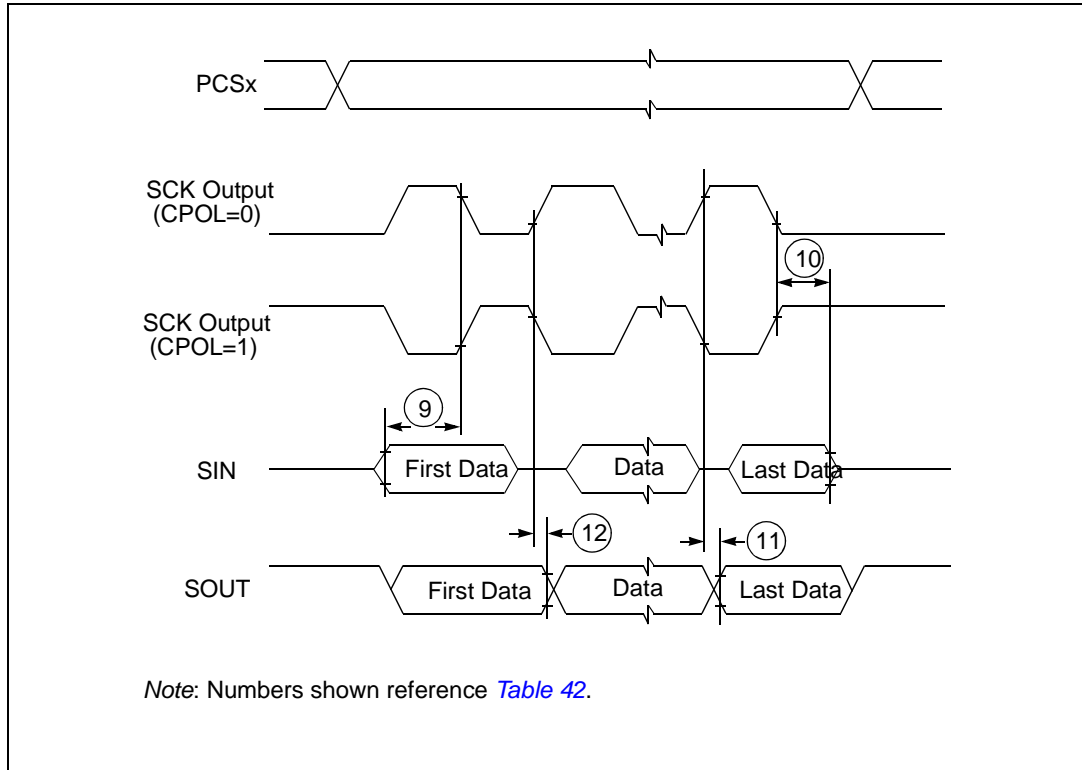 PCSx
SCK Output
(CPOL=0)
10
SCK Output
(CPOL=1)
9
SIN
First Data
Data
Last Data
12
11
SOUT
First Data
Data
Last Data
Note: Numbers shown reference Table 42.